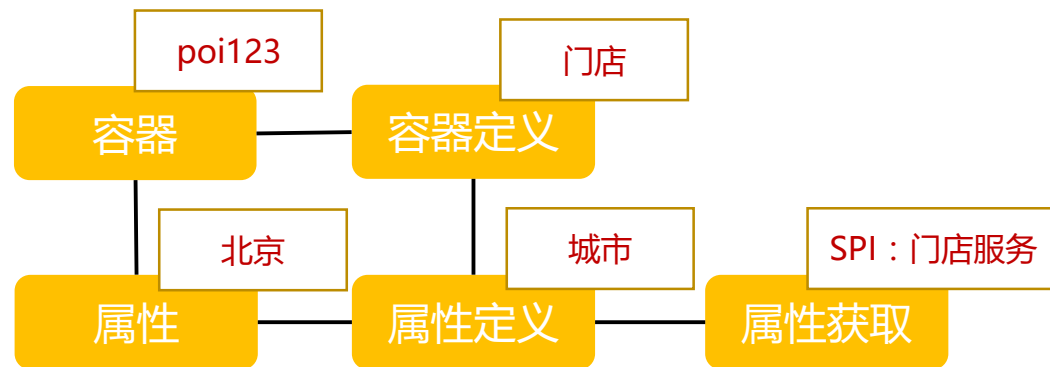 poi123
门店
容器
容器定义
北京
城市
SPI：门店服务
属性
属性定义
属性获取